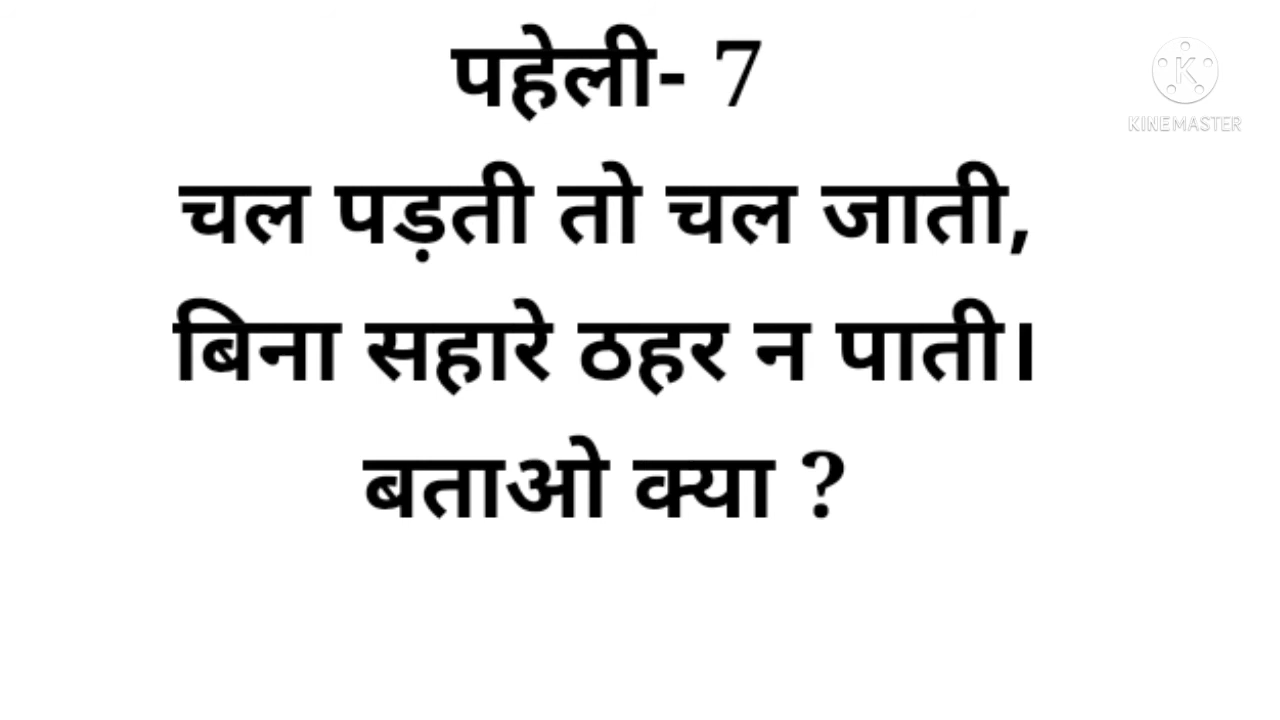 पहेली- 7
K
KINEMASTER
चल पड़ती तो चल जाती,
बिना सहारे ठहर न पाती।
बताओ क्या ?